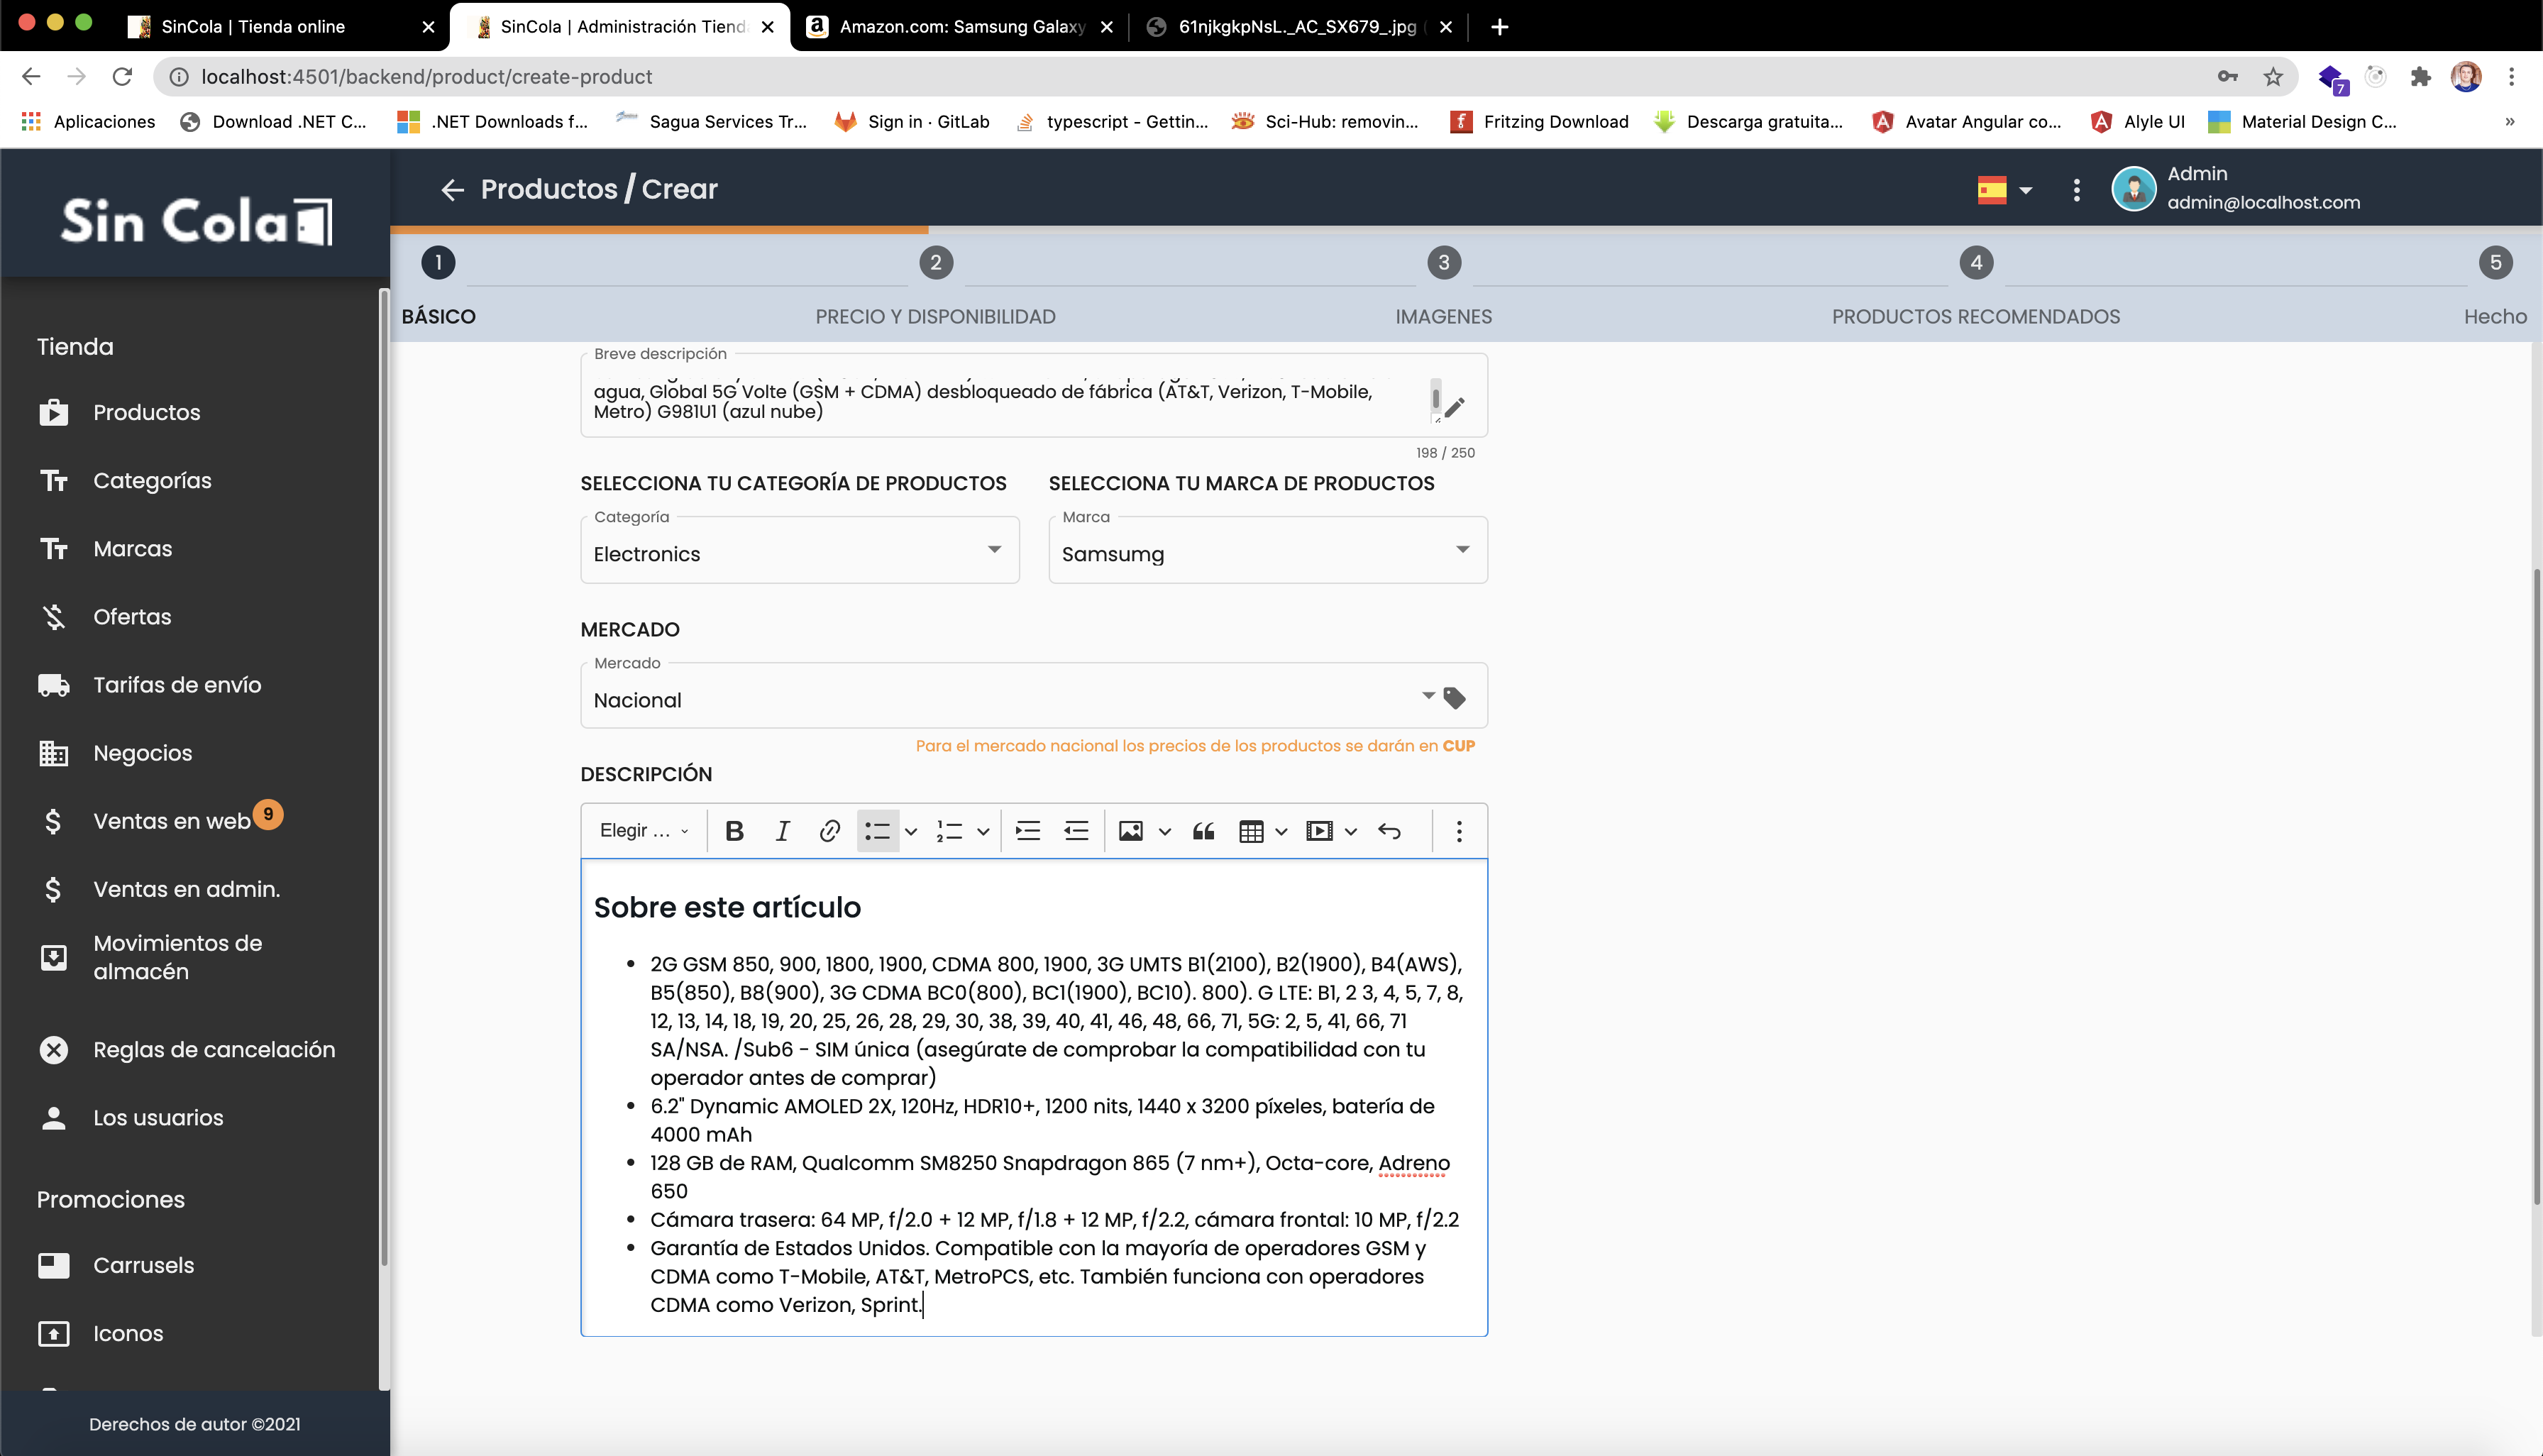 SinCola | Tienda online
SinCola | Administración Tiend
Amazon.com: Samsung Galaxy
61njkgkpNsL._AC_SX679_.jpg
localhost:4501/backend/product/create-product
7
Aplicaciones
Download .NET C...
.NET Downloads f...
Sagua Services Tr...
Sign in · GitLab
typescript - Gettin...
Sci-Hub: removin...
Fritzing Download
Descarga gratuita...
Avatar Angular co...
Alyle UI
Material Design C...
»
Sin Cola
Productos / Crear
Admin
admin@localhost.com
1
2
3
4
5
BÁSICO
PRECIO Y DISPONIBILIDAD
IMAGENES
PRODUCTOS RECOMENDADOS
Hecho
Tienda
Productos
Categorías
Marcas
Ofertas
Tarifas de envío
Negocios
Ventas en web
9
Ventas en admin.
Movimientos de
almacén
Reglas de cancelación
Los usuarios
Promociones
Carrusels
Iconos
Derechos de autor ©2021
Breve descripción
agua, Global 5G Volte (GSM + CDMA) desbloqueado de fábrica (AT&T, Verizon, T-Mobile,
Metro) G981U1 (azul nube)
198 / 250
SELECCIONA TU CATEGORÍA DE PRODUCTOS
SELECCIONA TU MARCA DE PRODUCTOS
Categoría
Electronics
Marca
Samsumg
MERCADO
Mercado
Nacional
Para el mercado nacional los precios de los productos se darán en CUP
DESCRIPCIÓN
Elegir ...
B
I
Sobre este artículo
• 2G GSM 850, 900, 1800, 1900, CDMA 800, 1900, 3G UMTS B1(2100), B2(1900), B4(AWS),
B5(850), B8(900), 3G CDMA BC0(800), BC1(1900), BC10). 800). G LTE: B1, 2 3, 4, 5, 7, 8,
12, 13, 14, 18, 19, 20, 25, 26, 28, 29, 30, 38, 39, 40, 41, 46, 48, 66, 71, 5G: 2, 5, 41, 66, 71
SA/NSA. /Sub6 - SIM única (asegúrate de comprobar la compatibilidad con tu
operador antes de comprar)
• 6.2" Dynamic AMOLED 2X, 120Hz, HDR10+, 1200 nits, 1440 x 3200 píxeles, batería de
4000 mAh
• 128 GB de RAM, Qualcomm SM8250 Snapdragon 865 (7 nm+), Octa-core, Adreno
650
• Cámara trasera: 64 MP, f/2.0 + 12 MP, f/1.8 + 12 MP, f/2.2, cámara frontal: 10 MP, f/2.2
• Garantía de Estados Unidos. Compatible con la mayoría de operadores GSM y
CDMA como T-Mobile, AT&T, MetroPCS, etc. También funciona con operadores
CDMA como Verizon, Sprint.